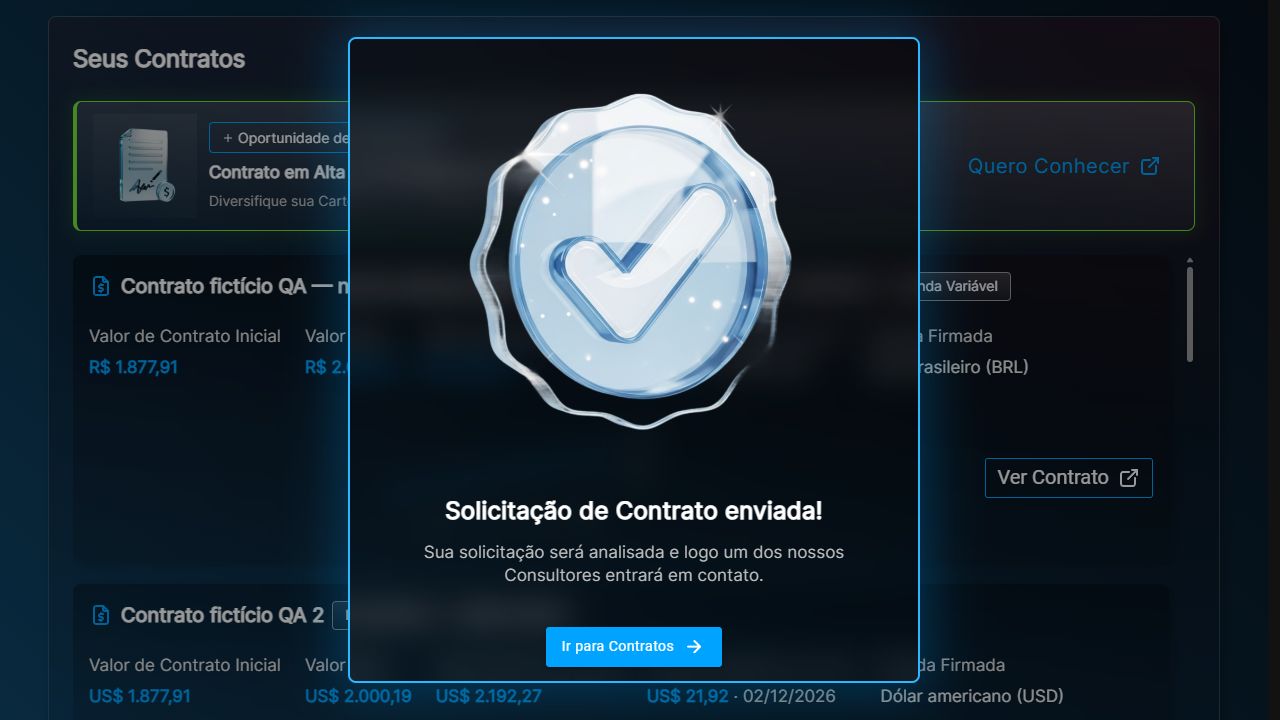 Seus Contratos
+ Oportunidade de
Contrato em Alta
Diversifique sua
Quero Conhecer
Contrato fictício QA —
Variável
Valor de Contrato Inicial
Valor
Firmada
R$ 1.877,91
R$ 2.
(BRL)
Ver Contrato
Solicitação de Contrato enviada!
Sua solicitação será analisada e logo um dos nossos
Consultores entrará em contato.
Contrato fictício QA 2
Ir para Contratos
Valor de Contrato Inicial
Valor
Firmada
US$ 1.877,91
US$ 2.000,19
US$ 2.192,27
US$ 21,92 · 02/12/2026
Dólar americano (USD)